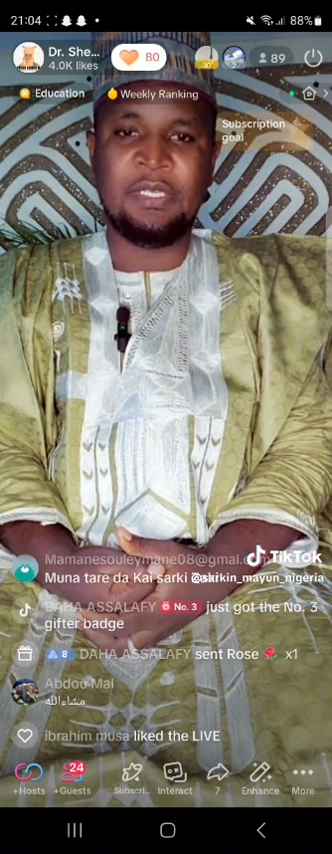 21:04
88%
Dr. She...
4.0K likes
80
89
Education
Weekly Ranking
Subscription
goal
Mamanesouleymane08@gmail.com
TikTok
Muna tare da Kai sarki
@sarkin_mayun_nigeria
DAHA ASSALAFY No. 3 just got the No. 3
gifter badge
8 DAHA ASSALAFY sent Rose x1
Abdou Mal
مشاءالله
ibrahim musa liked the LIVE
24
+Hosts
+Guests
Subscri...
Interact
7
Enhance
More